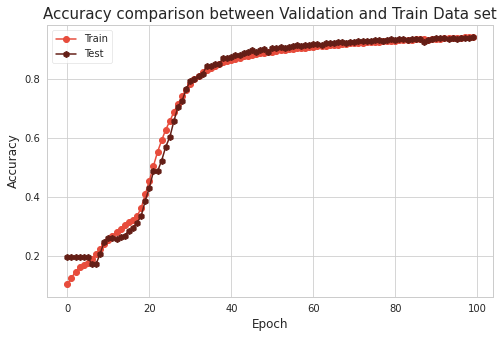 Accuracy comparison between Validation and Train Data set
Train
Test
0.8
0.6
0.4
0.2
Accuracy
0 20 40 60 80 100
Epoch